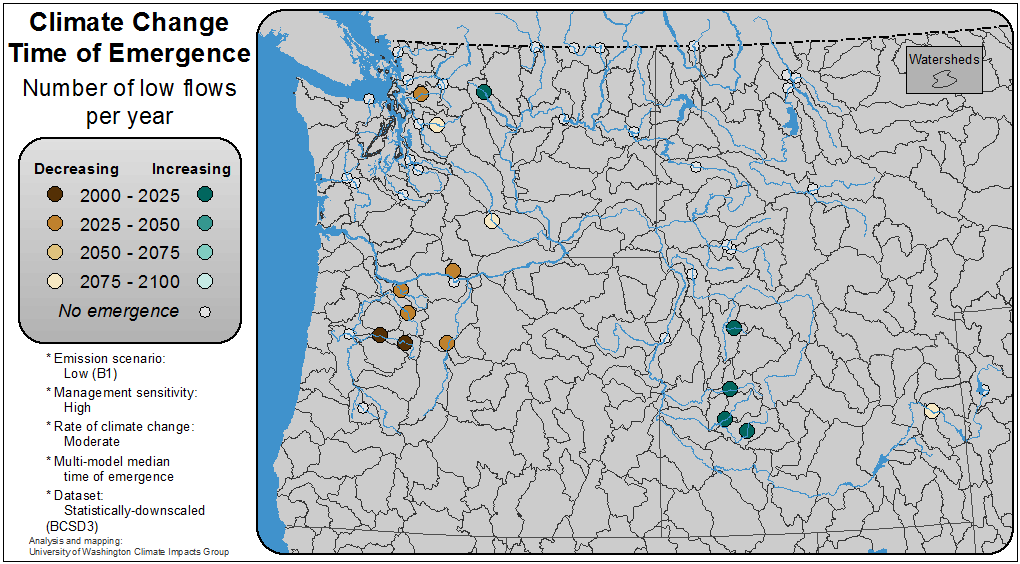 Climate Change
Time of Emergence
Number of low flows
per year
Decreasing Increasing
2000 - 2025
2025 - 2050
2050 - 2075
2075 - 2100
No emergence
* Emission scenario:
Low (B1)
* Management sensitivity:
High
* Rate of climate change:
Moderate
* Multi-model median
time of emergence
* Dataset:
Statistically-downscaled
(BCSD3)
Analysis and mapping:
University of Washington Climate Impacts Group
Watersheds